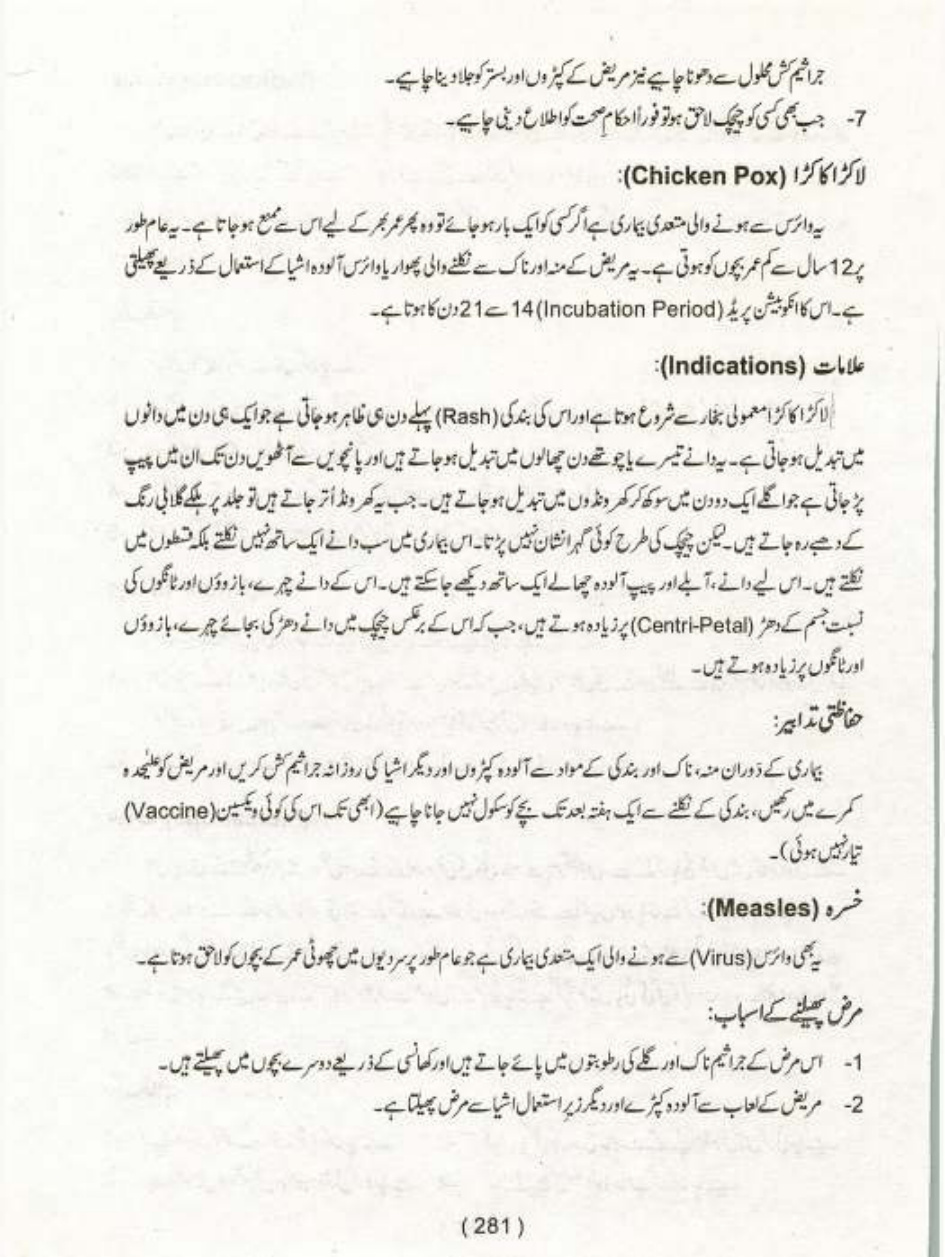 جراثیم کش محلول سے دھونا چاہیے نیز مریض کے کپڑوں اور بستر کو جلا دینا چاہیے۔
7- جب بھی کسی کو چیچک لاحق ہو تو فوراً احکامِ صحت کو اطلاع دینی چاہیے۔
لاکڑا کاکڑا (Chicken Pox):
یہ وائرس سے ہونے والی متعدی بیماری ہے اگر کسی کو ایک بار ہو جائے تو وہ پھر عمر بھر کے لیے اس سے ممنع ہو جاتا ہے۔ یہ عام طور
پر 12 سال سے کم عمر بچوں کو ہوتی ہے۔ یہ مریض کے منہ اور ناک سے نکلنے والی پھوار یا وائرس آلودہ اشیا کے استعمال کے ذریعے پھیلتی
ہے۔ اس کا انکوبیشن پریڈ (Incubation Period) 14 سے 21 دن کا ہوتا ہے۔
علامات (Indications):
لاکڑا کاکڑا معمولی بخار سے شروع ہوتا ہے اور اس کی بندکی (Rash) پہلے دن ہی ظاہر ہو جاتی ہے جو ایک ہی دن میں دانوں
میں تبدیل ہو جاتی ہے۔ یہ دانے تیسرے یا چوتھے دن چھالوں میں تبدیل ہو جاتے ہیں اور پانچویں سے آٹھویں دن تک ان میں پیپ
پڑ جاتی ہے جو اگلے ایک دو دن میں سوکھ کر کھرونڈوں میں تبدیل ہو جاتے ہیں۔ جب یہ کھرونڈ اُتر جاتے ہیں تو جلد پر ہلکے گلابی رنگ
کے دھبے رہ جاتے ہیں۔ لیکن چیچک کی طرح کوئی گہرا نشان نہیں پڑتا۔ اس بیماری میں سب دانے ایک ساتھ نہیں نکلتے بلکہ قسطوں میں
نکلتے ہیں۔ اس لیے دانے، آبلے اور پیپ آلودہ چھالے ایک ساتھ دیکھے جا سکتے ہیں۔ اس کے دانے چہرے، بازوؤں اور ٹانگوں کی
نسبت جسم کے دھڑ (Centri-Petal) پر زیادہ ہوتے ہیں، جب کہ اس کے برعکس چیچک میں دانے دھڑ کی بجائے چہرے، بازوؤں
اور ٹانگوں پر زیادہ ہوتے ہیں۔
حفاظتی تدابیر:
بیماری کے دَوران منہ، ناک اور بندکی کے مواد سے آلودہ کپڑوں اور دیگر اشیا کی روزانہ جراثیم کش کریں اور مریض کو علیٰحدہ
کمرے میں رکھیں، بندکی کے نکلنے سے ایک ہفتہ بعد تک بچے کو سکول نہیں جانا چاہیے (ابھی تک اس کی کوئی ویکسین (Vaccine)
تیار نہیں ہوئی)۔
خسرہ (Measles):
یہ بھی وائرس (Virus) سے ہونے والی ایک متعدی بیماری ہے جو عام طور پر سردیوں میں چھوٹی عمر کے بچوں کو لاحق ہوتا ہے۔
مرض پھیلنے کے اسباب:
1- اس مرض کے جراثیم ناک اور گلے کی رطوبتوں میں پائے جاتے ہیں اور کھانسی کے ذریعے دوسرے بچوں میں پھیلتے ہیں۔
2- مریض کے لعاب سے آلودہ کپڑے اور دیگر زیرِ استعمال اشیا سے مرض پھیلتا ہے۔
(281)